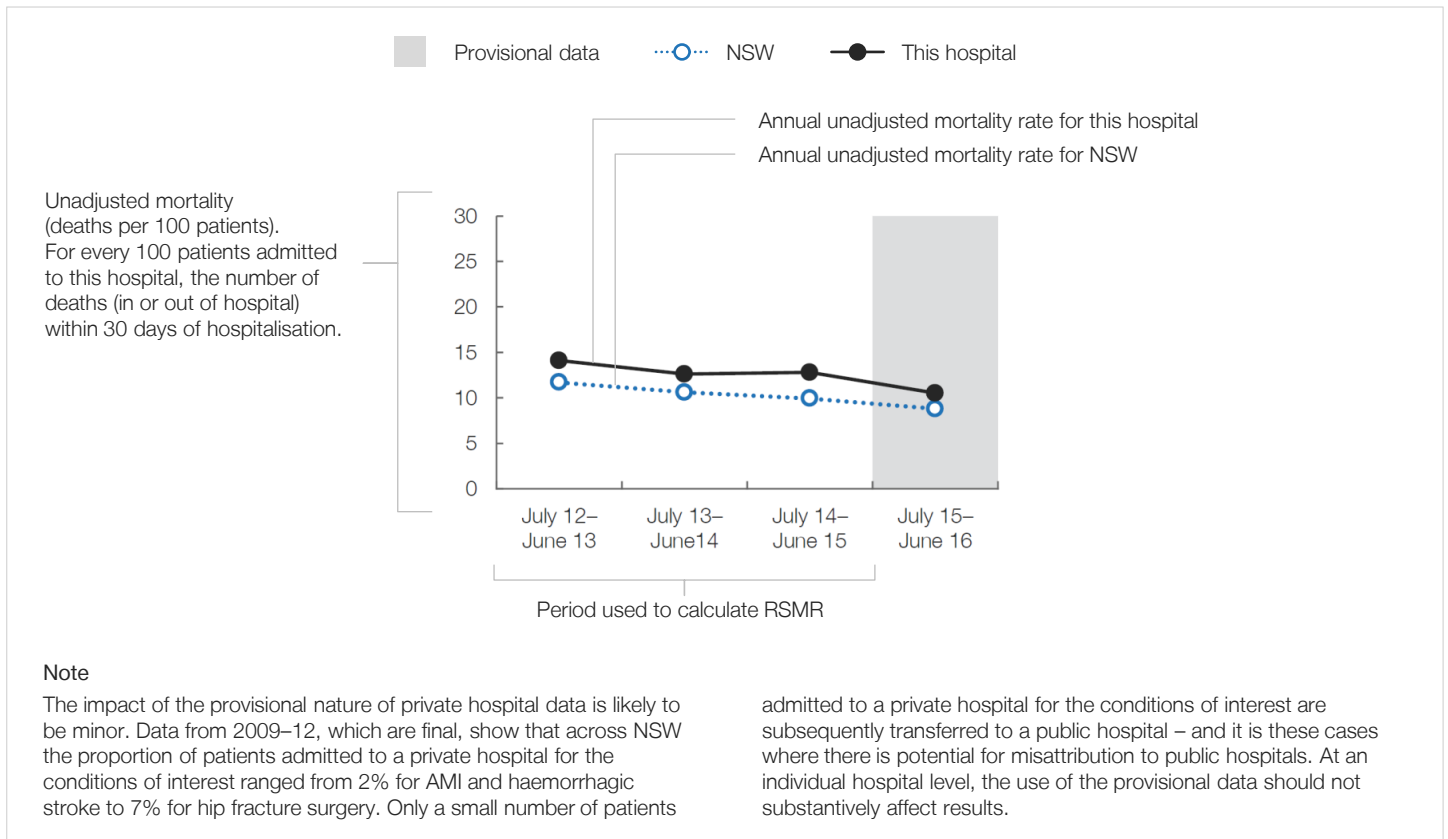 Provisional data
NSW
This hospital
Annual unadjusted mortality rate for this hospital
Annual unadjusted mortality rate for NSW
Unadjusted mortality
(deaths per 100 patients).
For every 100 patients admitted
to this hospital, the number of
deaths (in or out of hospital)
within 30 days of hospitalisation.
30
25
20
15
10
5
0
July 12–
June 13
July 13–
June14
July 14–
June 15
July 15–
June 16
Period used to calculate RSMR
Note
The impact of the provisional nature of private hospital data is likely to
be minor. Data from 2009–12, which are final, show that across NSW
the proportion of patients admitted to a private hospital for the
conditions of interest ranged from 2% for AMI and haemorrhagic
stroke to 7% for hip fracture surgery. Only a small number of patients
admitted to a private hospital for the conditions of interest are
subsequently transferred to a public hospital – and it is these cases
where there is potential for misattribution to public hospitals. At an
individual hospital level, the use of the provisional data should not
substantively affect results.